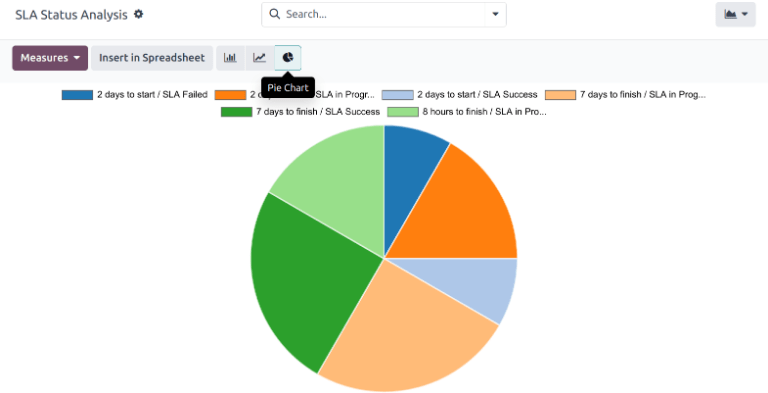 SLA Status Analysis
Search...
Measures
Insert in Spreadsheet
Pie Chart
2 days to start / SLA Failed
2 d / SLA in Progr...
2 days to start / SLA Success
7 days to finish / SLA in Prog...
7 days to finish / SLA Success
8 hours to finish / SLA in Pro...